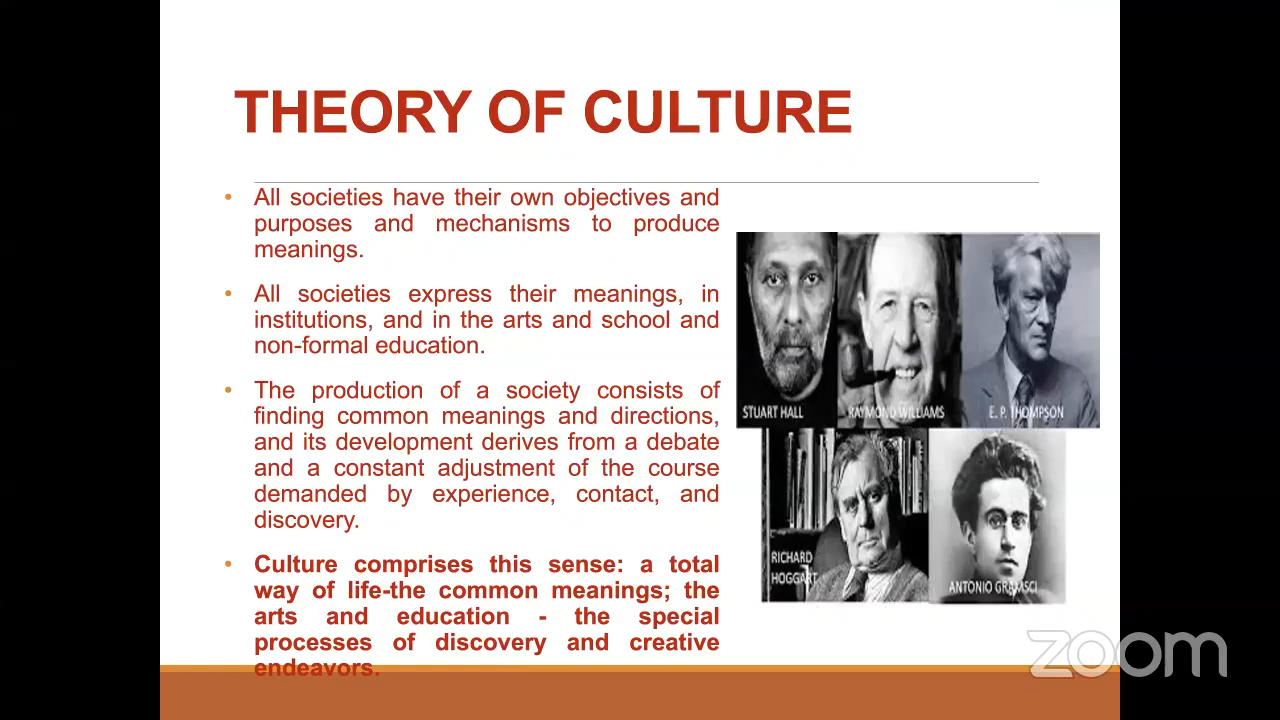 THEORY OF CULTURE
• All societies have their own objectives and
purposes and mechanisms to produce
meanings.
• All societies express their meanings, in
institutions, and in the arts and school and
non-formal education.
• The production of a society consists of
finding common meanings and directions,
and its development derives from a debate
and a constant adjustment of the course
demanded by experience, contact, and
discovery.
• Culture comprises this sense: a total
way of life-the common meanings; the
arts and education - the special
processes of discovery and creative
endeavors.
STUART HALL
RAYMOND WILLIAMS
E. P. THOMPSON
RICHARD
HOGGART
ANTONIO GRAMSCI
zoom